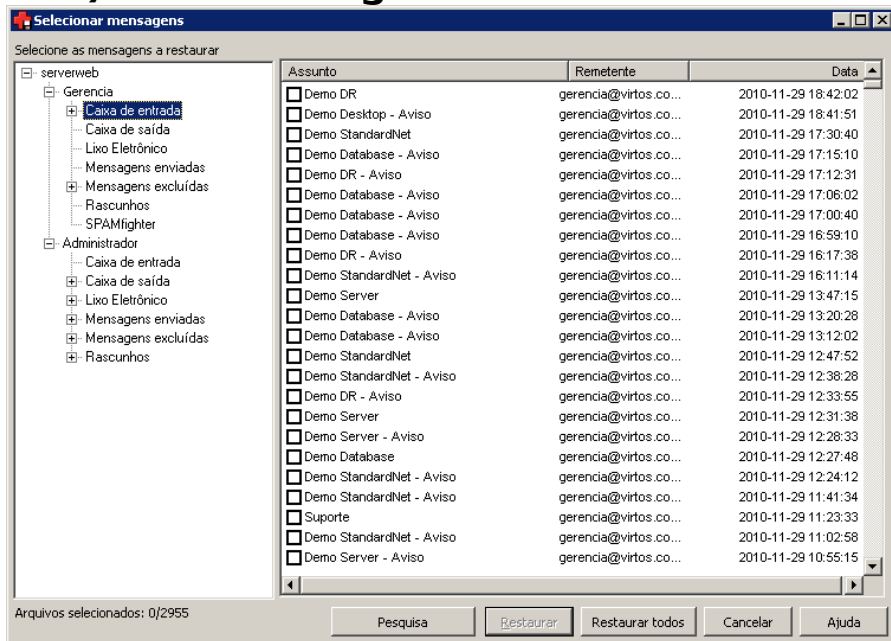 Selecionar mensagens
Selecione as mensagens a restaurar
serverweb
Gerencia
Caixa de entrada
Caixa de saída
Lixo Eletrônico
Mensagens enviadas
Mensagens excluídas
Rascunhos
SPAMfighter
Administrador
Caixa de entrada
Caixa de saída
Lixo Eletrônico
Mensagens enviadas
Mensagens excluídas
Rascunhos
Assunto Remetente Data
Demo DR gerencia@virtos.co... 2010-11-29 18:42:02
Demo Desktop - Aviso gerencia@virtos.co... 2010-11-29 18:41:51
Demo StandardNet gerencia@virtos.co... 2010-11-29 17:30:40
Demo Database - Aviso gerencia@virtos.co... 2010-11-29 17:15:10
Demo DR - Aviso gerencia@virtos.co... 2010-11-29 17:12:31
Demo Database - Aviso gerencia@virtos.co... 2010-11-29 17:06:02
Demo Database - Aviso gerencia@virtos.co... 2010-11-29 17:00:40
Demo Database - Aviso gerencia@virtos.co... 2010-11-29 16:59:10
Demo DR - Aviso gerencia@virtos.co... 2010-11-29 16:17:38
Demo StandardNet - Aviso gerencia@virtos.co... 2010-11-29 16:11:14
Demo Server gerencia@virtos.co... 2010-11-29 13:47:15
Demo Database - Aviso gerencia@virtos.co... 2010-11-29 13:20:28
Demo Database - Aviso gerencia@virtos.co... 2010-11-29 13:12:02
Demo StandardNet gerencia@virtos.co... 2010-11-29 12:47:52
Demo StandardNet - Aviso gerencia@virtos.co... 2010-11-29 12:38:28
Demo DR - Aviso gerencia@virtos.co... 2010-11-29 12:33:55
Demo Server gerencia@virtos.co... 2010-11-29 12:31:38
Demo Server - Aviso gerencia@virtos.co... 2010-11-29 12:28:33
Demo Database gerencia@virtos.co... 2010-11-29 12:27:48
Demo StandardNet - Aviso gerencia@virtos.co... 2010-11-29 12:24:12
Demo StandardNet - Aviso gerencia@virtos.co... 2010-11-29 11:41:34
Suporte gerencia@virtos.co... 2010-11-29 11:23:33
Demo StandardNet - Aviso gerencia@virtos.co... 2010-11-29 11:02:58
Demo Server - Aviso gerencia@virtos.co... 2010-11-29 10:55:15
Arquivos selecionados: 0/2955
Pesquisa Restaurar Restaurar todos Cancelar Ajuda